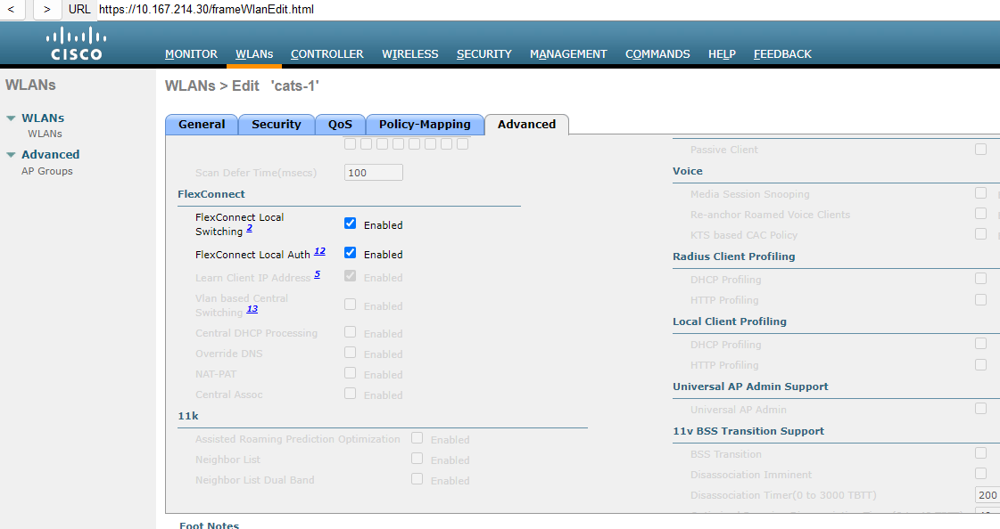 < > URL https://10.167.214.30/frameWlanEdit.html
CISCO
MONITOR WLANs CONTROLLER WIRELESS SECURITY MANAGEMENT COMMANDS HELP FEEDBACK
WLANs
WLANs
WLANs
Advanced
AP Groups
WLANs > Edit 'cats-1'
General Security QoS Policy-Mapping Advanced
Scan Defer Time(msecs) 100
FlexConnect
FlexConnect Local
Switching 2 Enabled
FlexConnect Local Auth 12 Enabled
Learn Client IP Address 5 Enabled
Vlan based Central
Switching 13 Enabled
Central DHCP Processing Enabled
Override DNS Enabled
NAT-PAT Enabled
Central Assoc Enabled
11k
Assisted Roaming Prediction Optimization Enabled
Neighbor List Enabled
Neighbor List Dual Band Enabled
Passive Client
Voice
Media Session Snooping
Re-anchor Roamed Voice Clients
KTS based CAC Policy
Radius Client Profiling
DHCP Profiling
HTTP Profiling
Local Client Profiling
DHCP Profiling
HTTP Profiling
Universal AP Admin Support
Universal AP Admin
11v BSS Transition Support
BSS Transition
Disassociation Imminent
Disassociation Timer(0 to 3000 TBTT) 200
Foot Notes